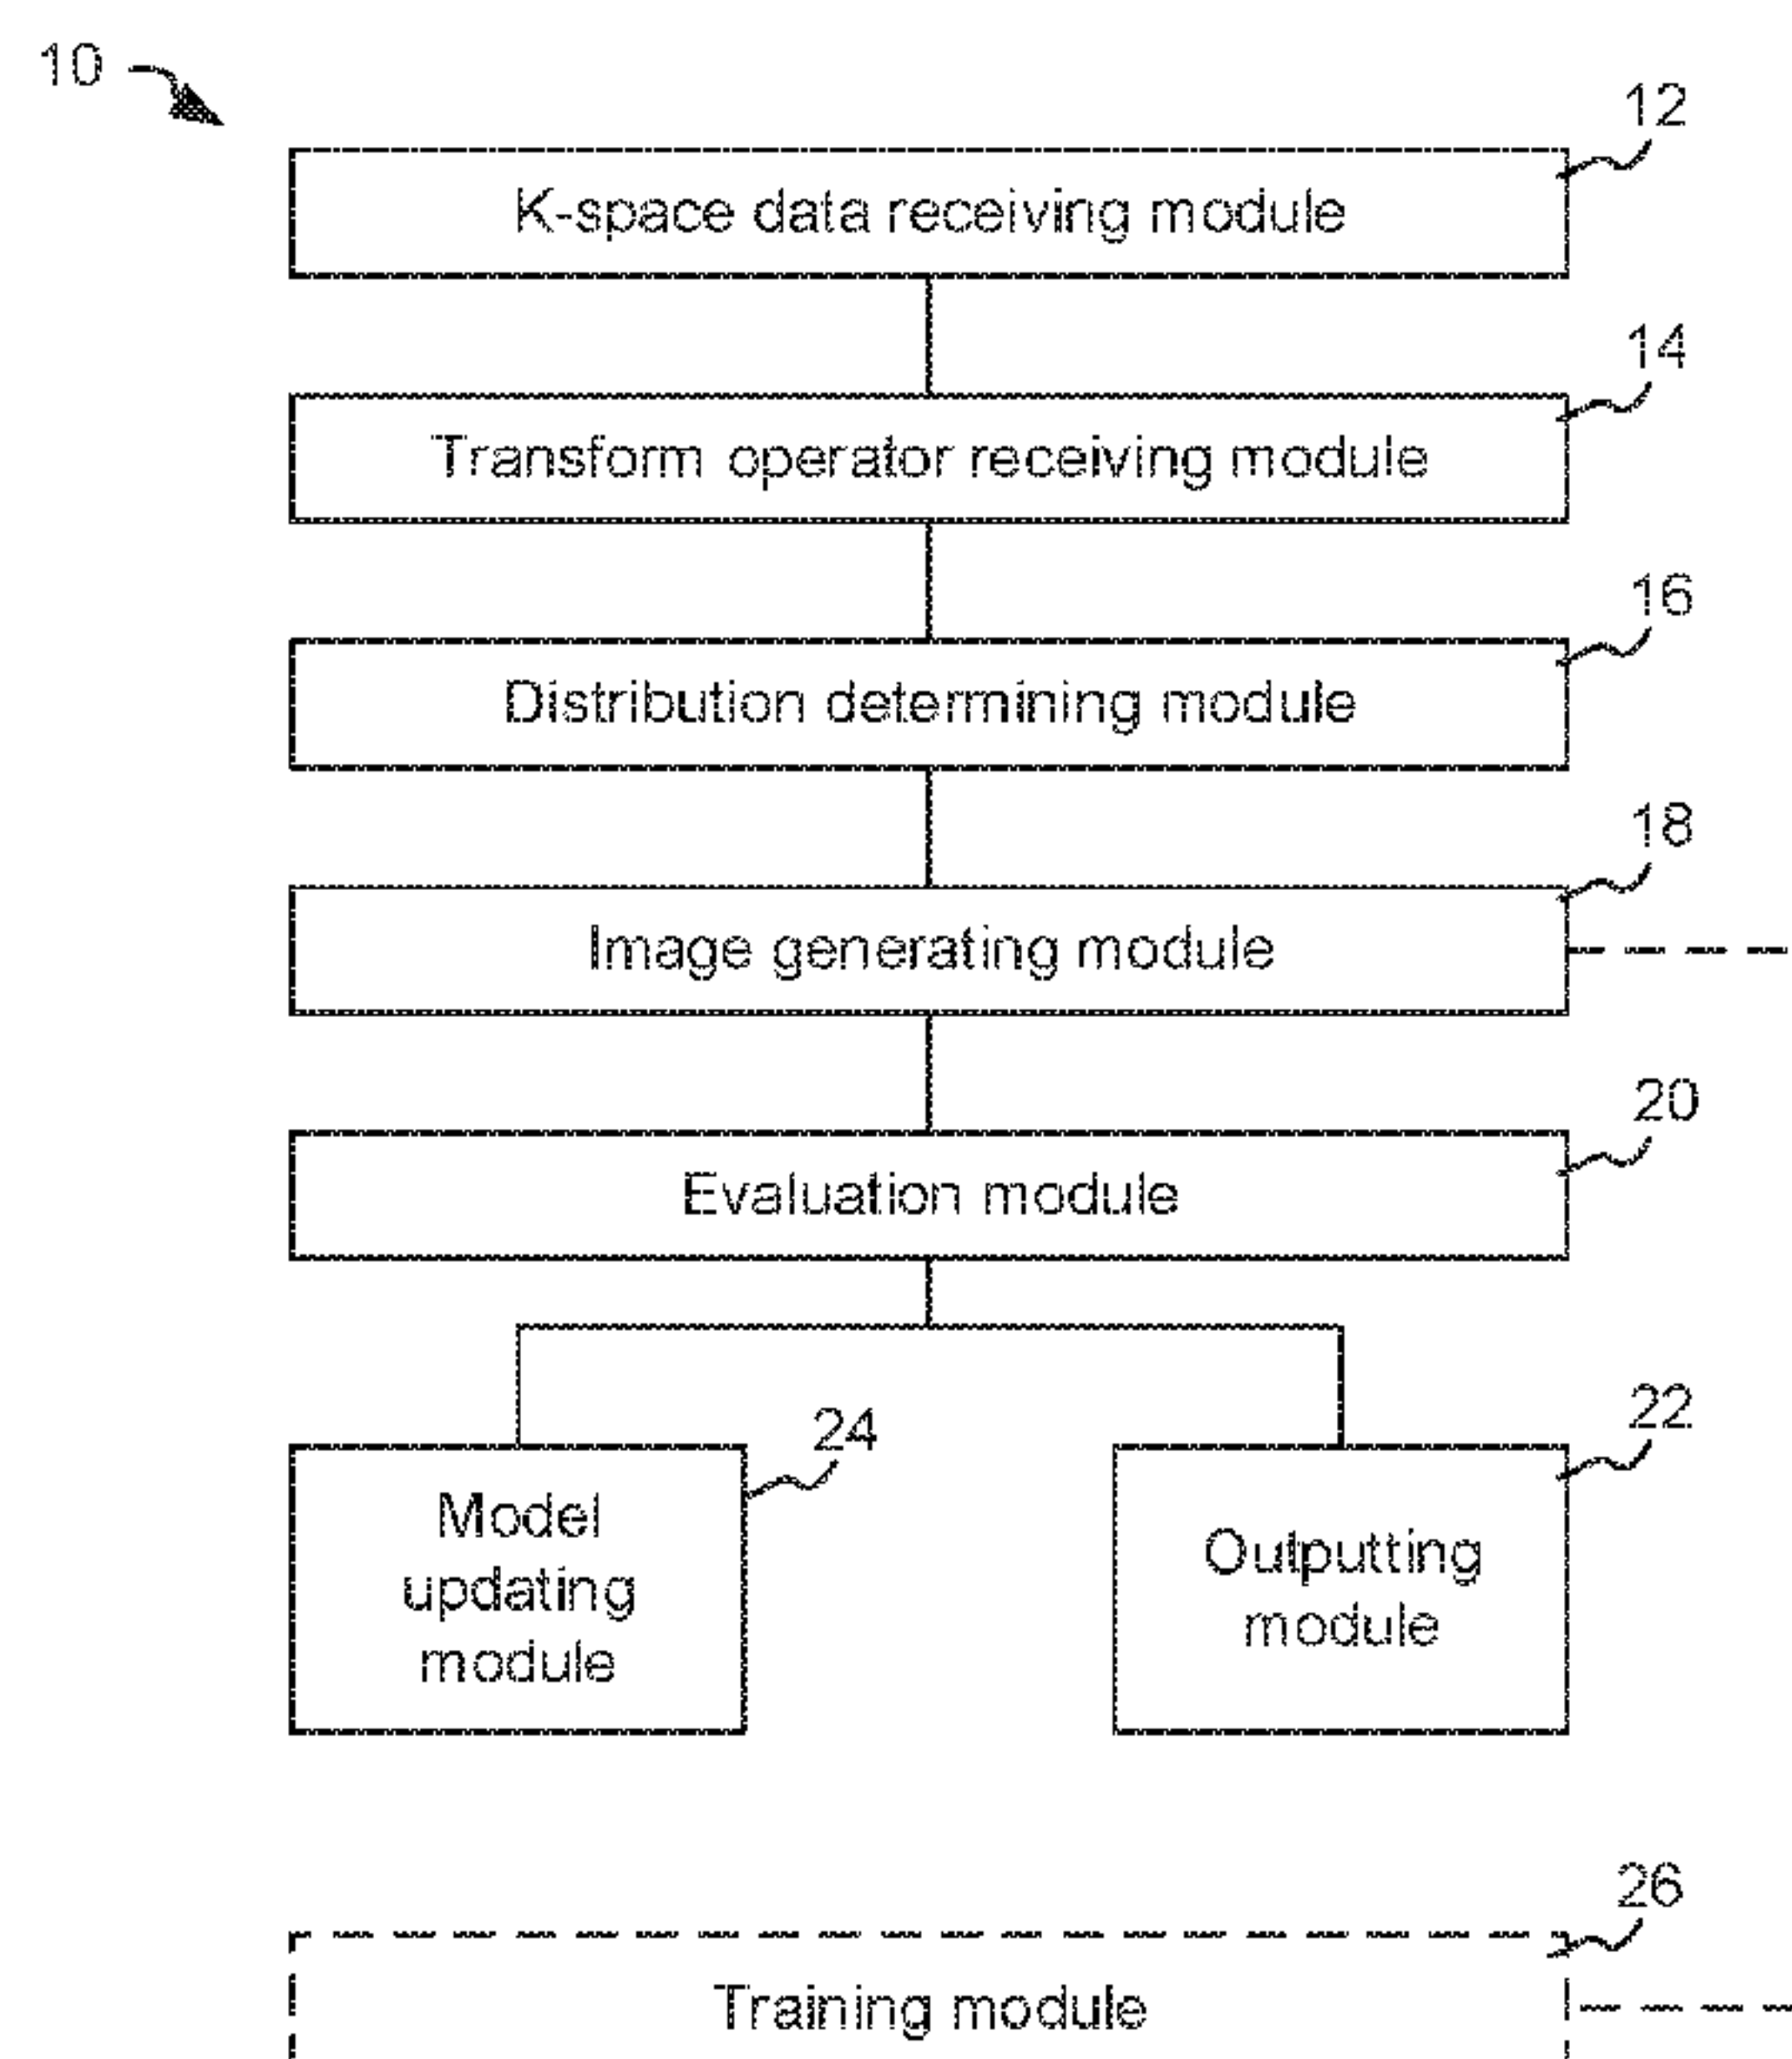 10
12
K-space data receiving module
14
Transform operator receiving module
16
Distribution determining module
18
Image generating module
20
Evaluation module
24
Model
updating
module
22
Outputting
module
26
Training module